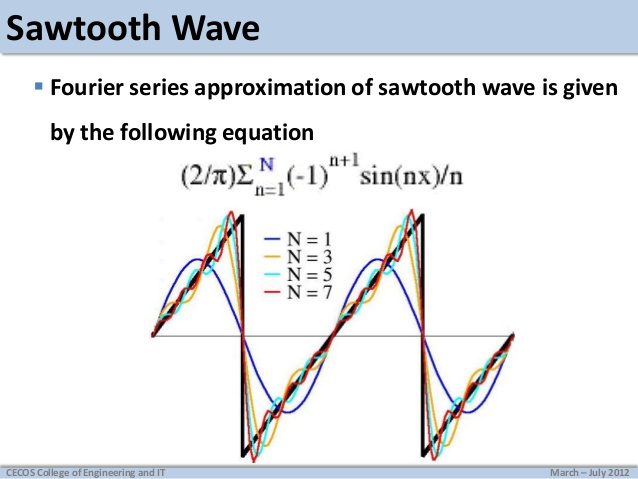 Sawtooth Wave
▪ Fourier series approximation of sawtooth wave is given
by the following equation
(2/π)Σ_{n=1}^{N}(-1)^{n+1}sin(nx)/n
N = 1
N = 3
N = 5
N = 7
CECOS College of Engineering and IT March – July 2012